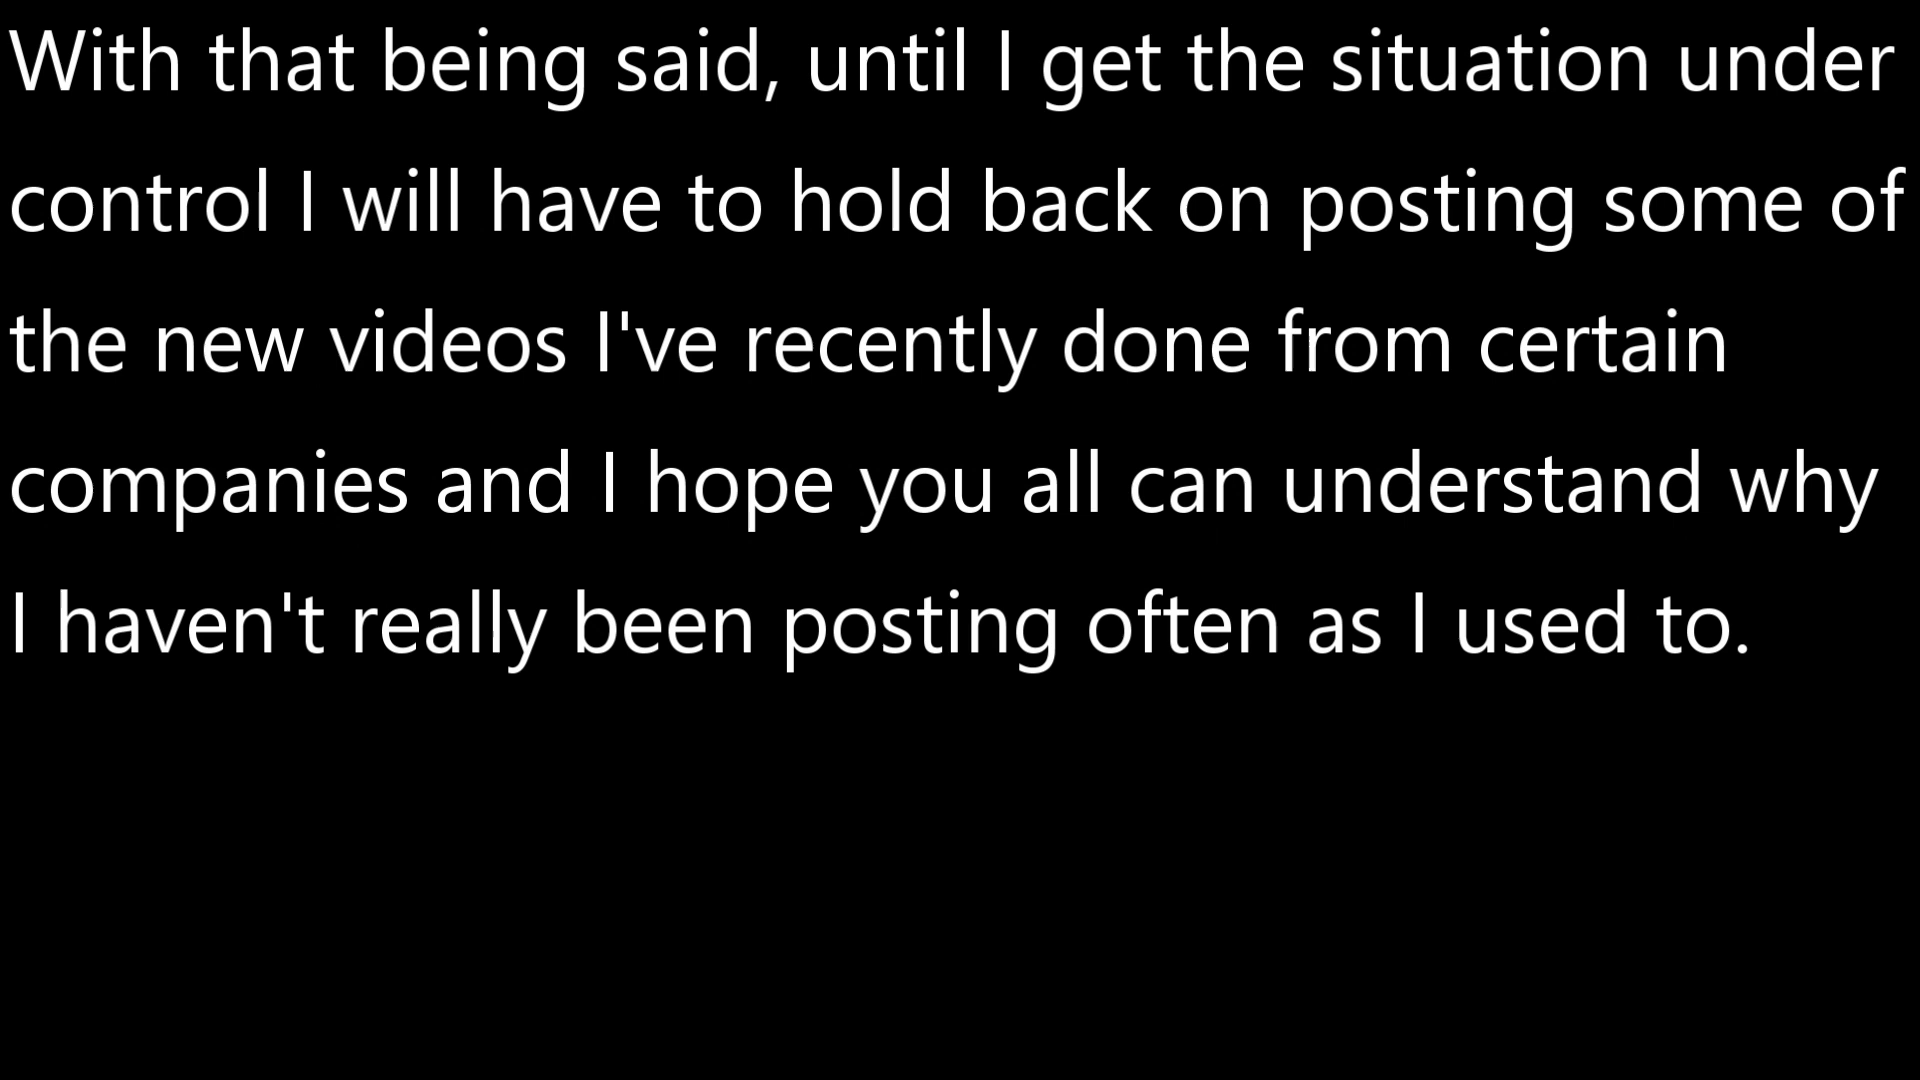 With that being said, until I get the situation under
control I will have to hold back on posting some of
the new videos I've recently done from certain
companies and I hope you all can understand why
I haven't really been posting often as I used to.